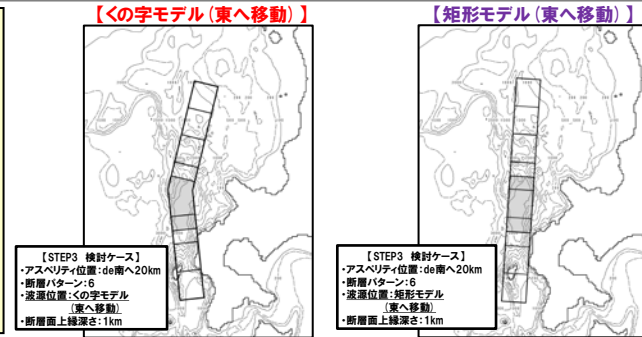 【くの字モデル(東へ移動)】
【STEP3 検討ケース】
・アスペリティ位置:de南へ20km
・断層パターン:6
・波源位置:くの字モデル
(東へ移動)
・断層面上縁深さ:1km
【矩形モデル(東へ移動)】
【STEP3 検討ケース】
・アスペリティ位置:de南へ20km
・断層パターン:6
・波源位置:矩形モデル
(東へ移動)
・断層面上縁深さ:1km